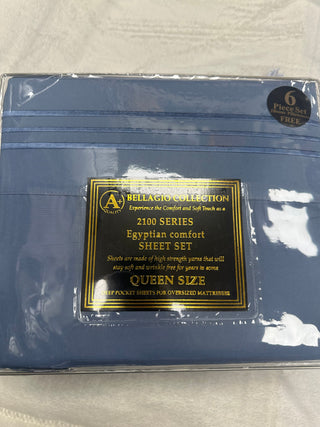 6
Piece Set
FREE
A+
QUALITY
BELLAGIO COLLECTION
Experience the Comfort and Soft Touch as a
2100 SERIES
Egyptian comfort
SHEET SET
Sheets are made of high strength yarns that will
stay soft and wrinkle free for years to come
QUEEN SIZE
DEEP POCKET SHEETS FOR OVERSIZED MATTRESSES